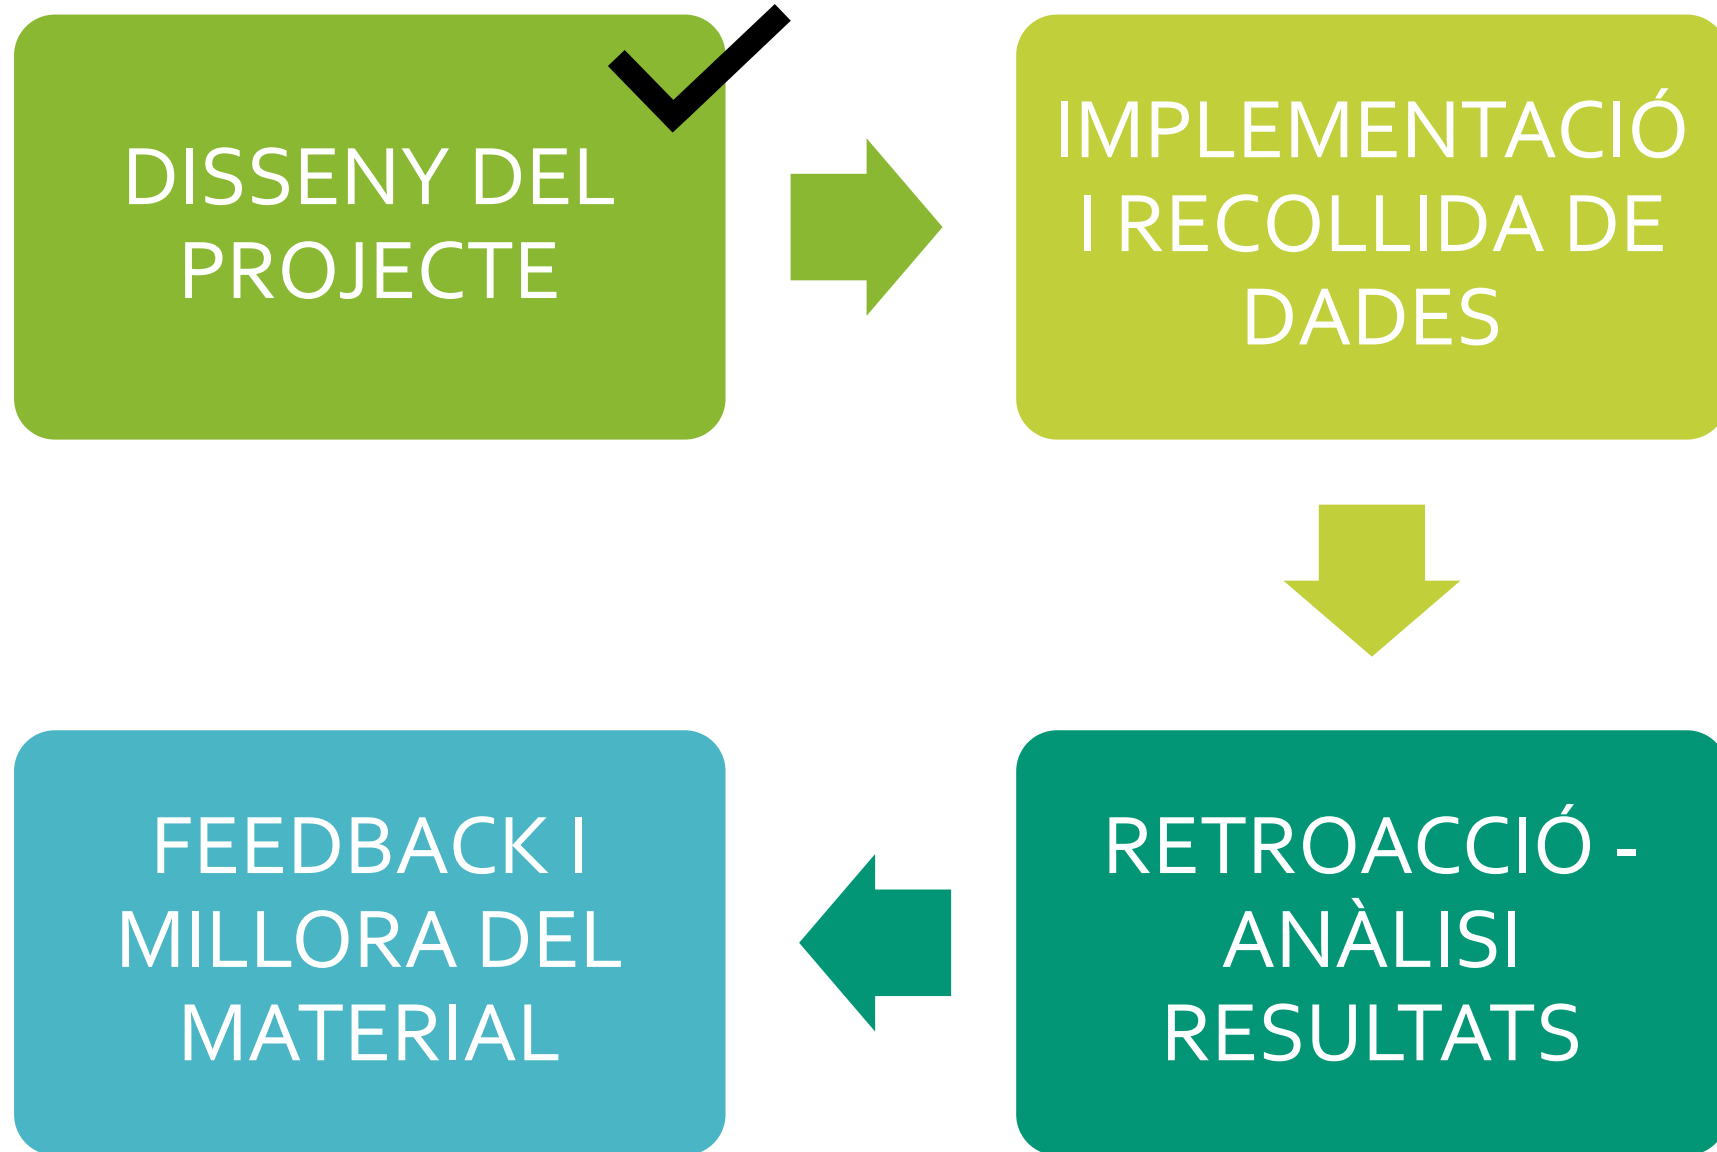 DISSENY DEL
PROJECTE
IMPLEMENTACIÓ
I RECOLLIDA DE
DADES
RETROACCIÓ -
ANÀLISI
RESULTATS
FEEDBACK I
MILLORA DEL
MATERIAL